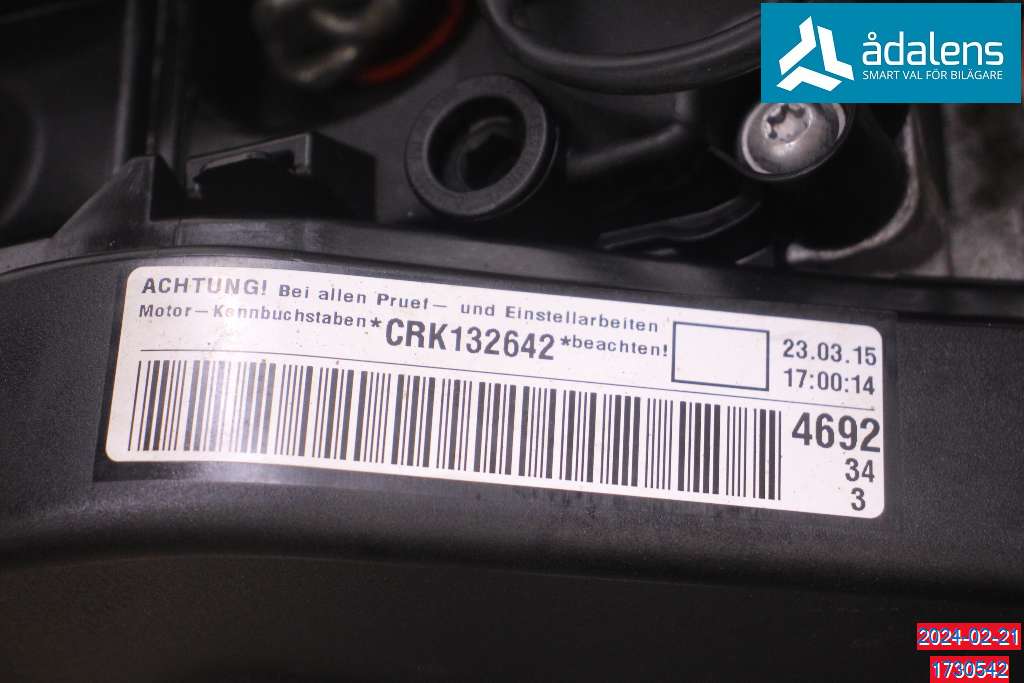 ådalens
SMART VAL FÖR BILÄGARE
ACHTUNG! Bei allen Pruef- und Einstellarbeiten
Motor-Kennbuchstaben*CRK132642*beachten!
23.03.15
17:00:14
4692
34
3
2024-02-21
1730542